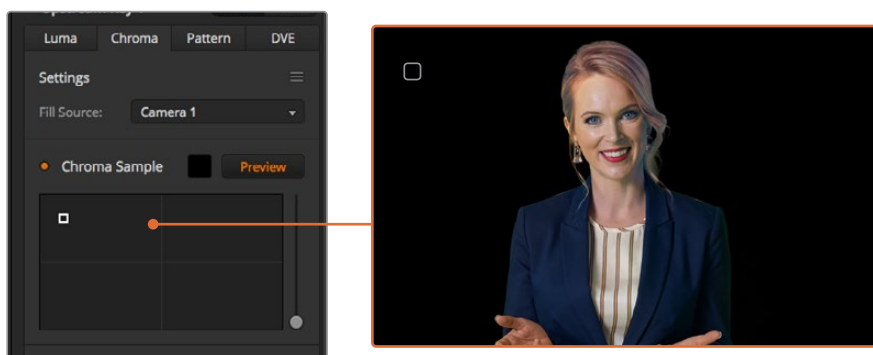 Luma Chroma Pattern DVE
Settings
Fill Source: Camera 1
Chroma Sample Preview